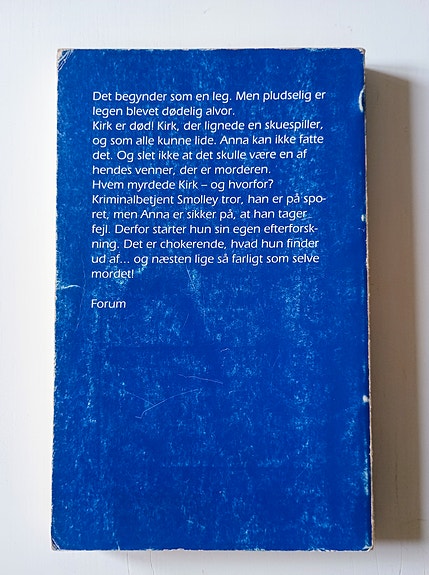 Det begynder som en leg. Men pludselig er
legen blevet dødelig alvor.
Kirk er død! Kirk, der lignede en skuespiller,
og som alle kunne lide. Anna kan ikke fatte
det. Og slet ikke at det skulle være en af
hendes venner, der er morderen.
Hvem myrdede Kirk – og hvorfor?
Kriminalbetjent Smolley tror, han er på spo-
ret, men Anna er sikker på, at han tager
fejl. Derfor starter hun sin egen efterforsk-
ning. Det er chokerende, hvad hun finder
ud af... og næsten lige så farligt som selve
mordet!
Forum